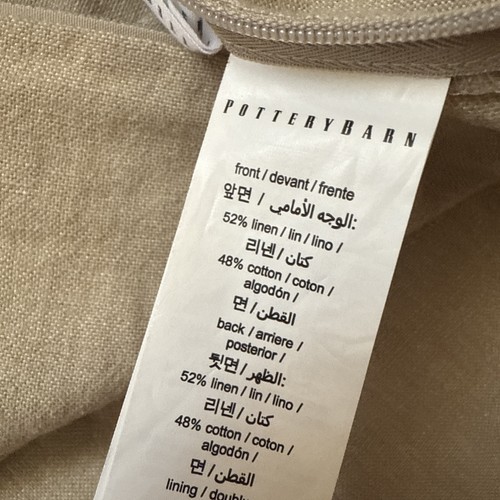 POTTERYBARN
front / devant / frente
앞면 / الوجه الأمامي:
52% linen / lin / lino /
리넨 / كتان
48% cotton / coton /
algodón /
면 / القطن
back / arriere /
posterior /
뒷면 / الظهر:
52% linen / lin / lino /
리넨 / كتان
48% cotton / coton /
algodón /
면 / القطن
lining /